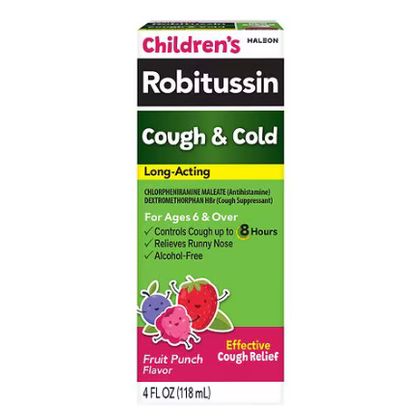 Children's HALEON
Robitussin
Cough & Cold
Long-Acting
CHLORPHENIRAMINE MALEATE (Antihistamine)
DEXTROMETHORPHAN HBr (Cough Suppressant)
For Ages 6 & Over
✓ Controls Cough up to 8 Hours
✓ Relieves Runny Nose
✓ Alcohol-Free
Effective
Cough Relief
Fruit Punch
Flavor
4 FL OZ (118 mL)